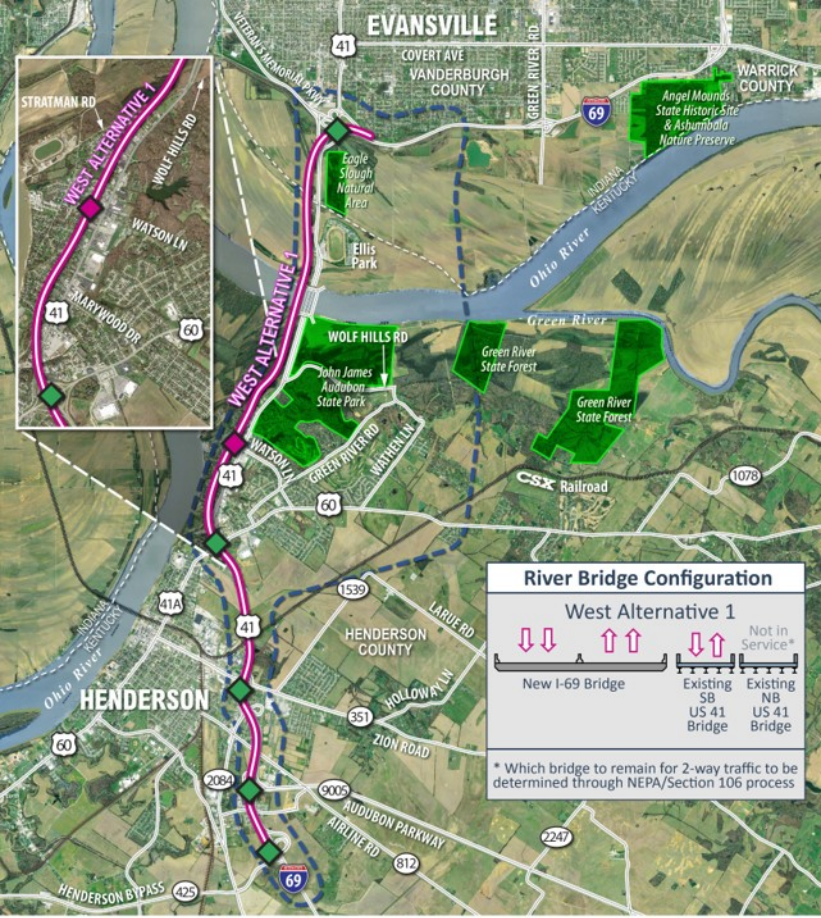 EVANSVILLE
41
COVERT AVE
VETERAN'S MEMORIAL PKWY
VANDERBURGH
COUNTY
GREEN RIVER RD
WARRICK
COUNTY
69
Angel Mounds
State Historic Site
& Ashumbala
Nature Preserve
STRATMAN RD
WEST ALTERNATIVE 1
WOLF HILLS RD
WATSON LN
41
MARYWOOD DR
60
Eagle
Slough
Natural
Area
INDIANA
KENTUCKY
Ohio River
Ellis
Park
WEST ALTERNATIVE 1
Green River
WOLF HILLS RD
John James
Audubon
State Park
Green River
State Forest
Green River
State Forest
WATSON LN
GREEN RIVER RD
WATHEN LN
41
60
CSX Railroad
1078
41A
1539
LARUE RD
41
HENDERSON
COUNTY
INDIANA
KENTUCKY
Ohio River
HENDERSON
HOLLOWAY LN
351
ZION ROAD
60
2084
9005
AUDUBON PARKWAY
AIRLINE RD
812
2247
69
HENDERSON BYPASS
425
River Bridge Configuration
West Alternative 1
Not in
Service*
New I-69 Bridge
Existing
SB
US 41
Bridge
Existing
NB
US 41
Bridge
* Which bridge to remain for 2-way traffic to be
determined through NEPA/Section 106 process